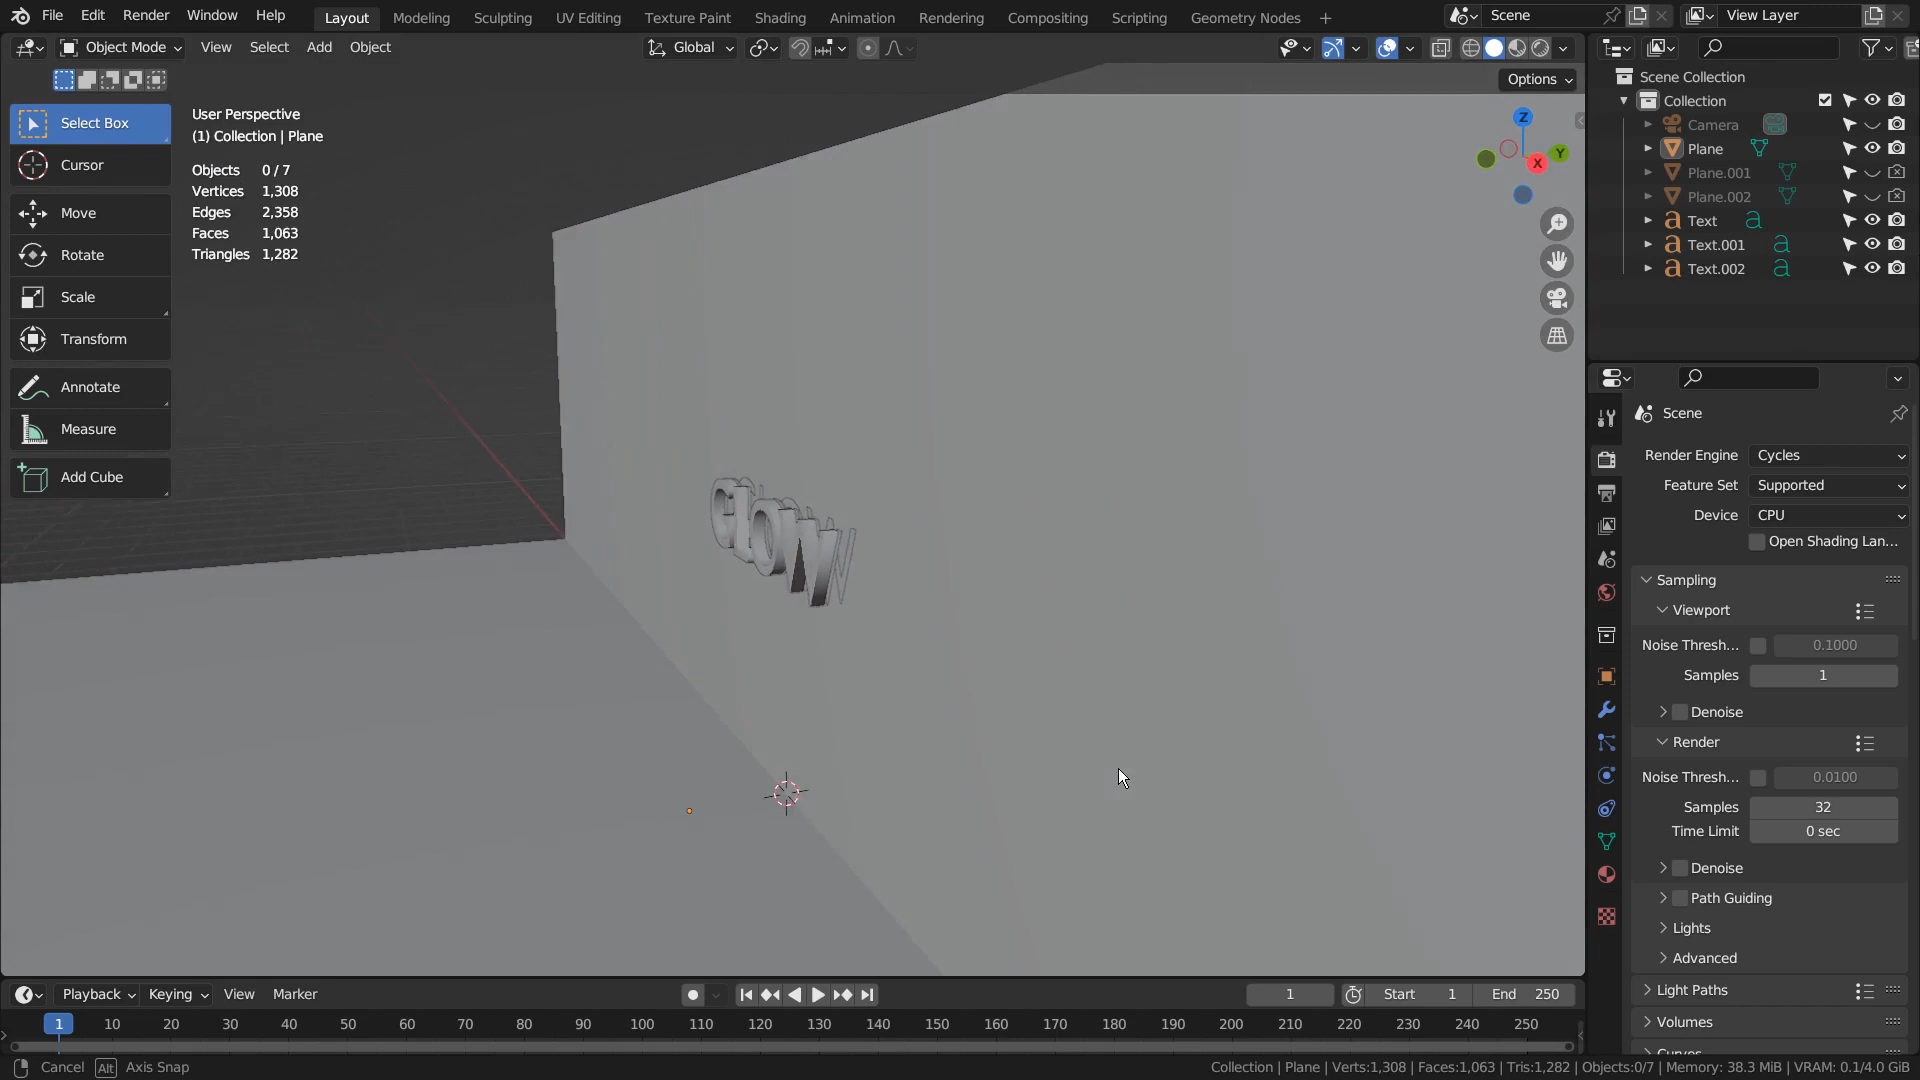 File Edit Render Window Help Layout Modeling Sculpting UV Editing Texture Paint Shading Animation Rendering Compositing Scripting Geometry Nodes + Scene View Layer
Object Mode View Select Add Object Global
Options
Select Box
Cursor
Move
Rotate
Scale
Transform
Annotate
Measure
Add Cube
User Perspective
(1) Collection | Plane
Objects 0 / 7
Vertices 1,308
Edges 2,358
Faces 1,063
Triangles 1,282
Z
Y
X
GLOW
Scene Collection
Collection
Camera
Plane
Plane.001
Plane.002
Text
Text.001
Text.002
Scene
Render Engine Cycles
Feature Set Supported
Device CPU
Open Shading Lan...
Sampling
Viewport
Noise Thresh... 0.1000
Samples 1
Denoise
Render
Noise Thresh... 0.0100
Samples 32
Time Limit 0 sec
Denoise
Path Guiding
Lights
Advanced
Light Paths
Volumes
Curves
Playback Keying View Marker 1 Start 1 End 250
1 10 20 30 40 50 60 70 80 90 100 110 120 130 140 150 160 170 180 190 200 210 220 230 240 250
Cancel Alt Axis Snap Collection | Plane | Verts:1,308 | Faces:1,063 | Tris:1,282 | Objects:0/7 | Memory: 38.3 MiB | VRAM: 0.1/4.0 GiB